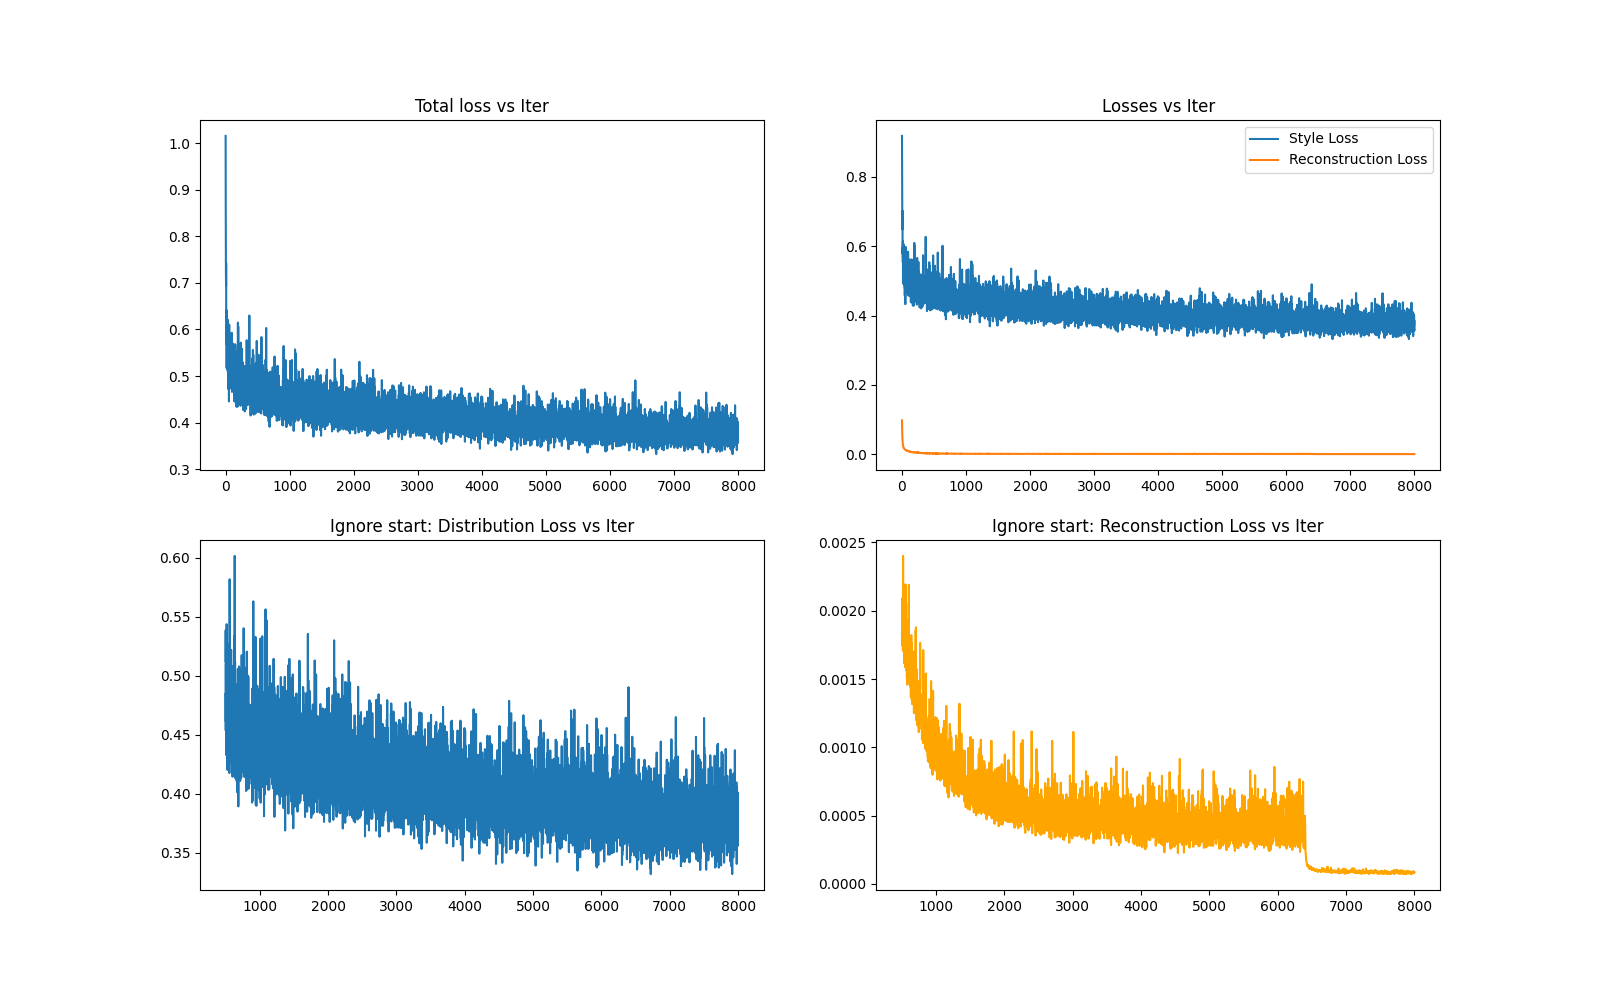 Total loss vs Iter
1.0
0.9
0.8
0.7
0.6
0.5
0.4
0.3
0 1000 2000 3000 4000 5000 6000 7000 8000
Losses vs Iter
Style Loss
Reconstruction Loss
0.8
0.6
0.4
0.2
0.0
0 1000 2000 3000 4000 5000 6000 7000 8000
Ignore start: Distribution Loss vs Iter
0.60
0.55
0.50
0.45
0.40
0.35
1000 2000 3000 4000 5000 6000 7000 8000
Ignore start: Reconstruction Loss vs Iter
0.0025
0.0020
0.0015
0.0010
0.0005
0.0000
1000 2000 3000 4000 5000 6000 7000 8000